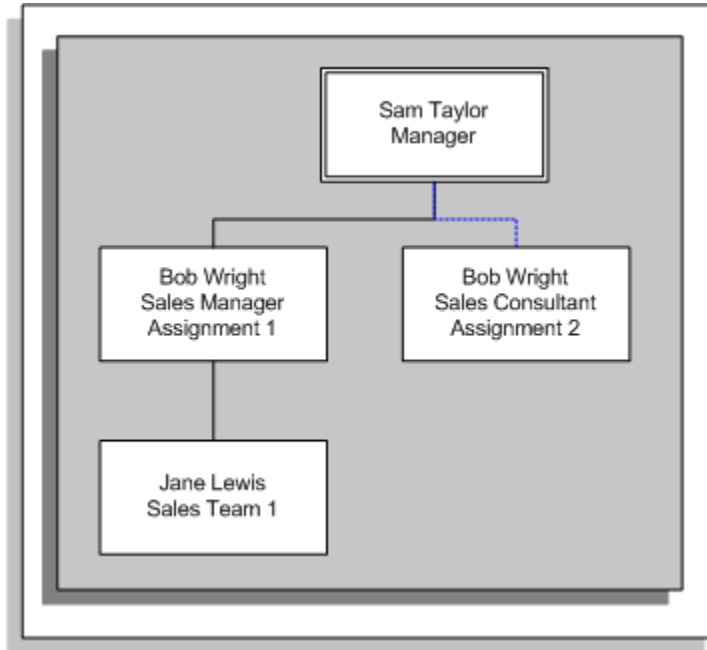 Sam Taylor
Manager
Bob Wright
Sales Manager
Assignment 1
Bob Wright
Sales Consultant
Assignment 2
Jane Lewis
Sales Team 1